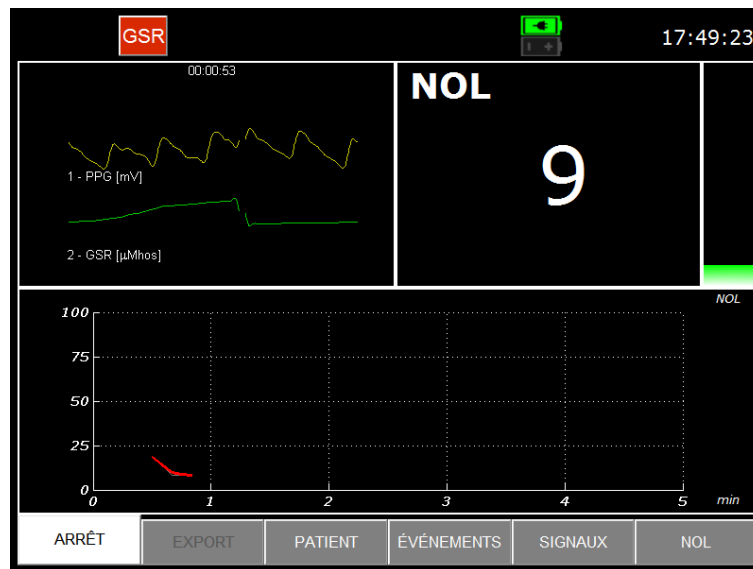 GSR
17:49:23
00:00:53
1 - PPG [mV]
2 - GSR [µMhos]
NOL
9
NOL
100
75
50
25
0
0 1 2 3 4 5 min
ARRÊT EXPORT PATIENT ÉVÉNEMENTS SIGNAUX NOL